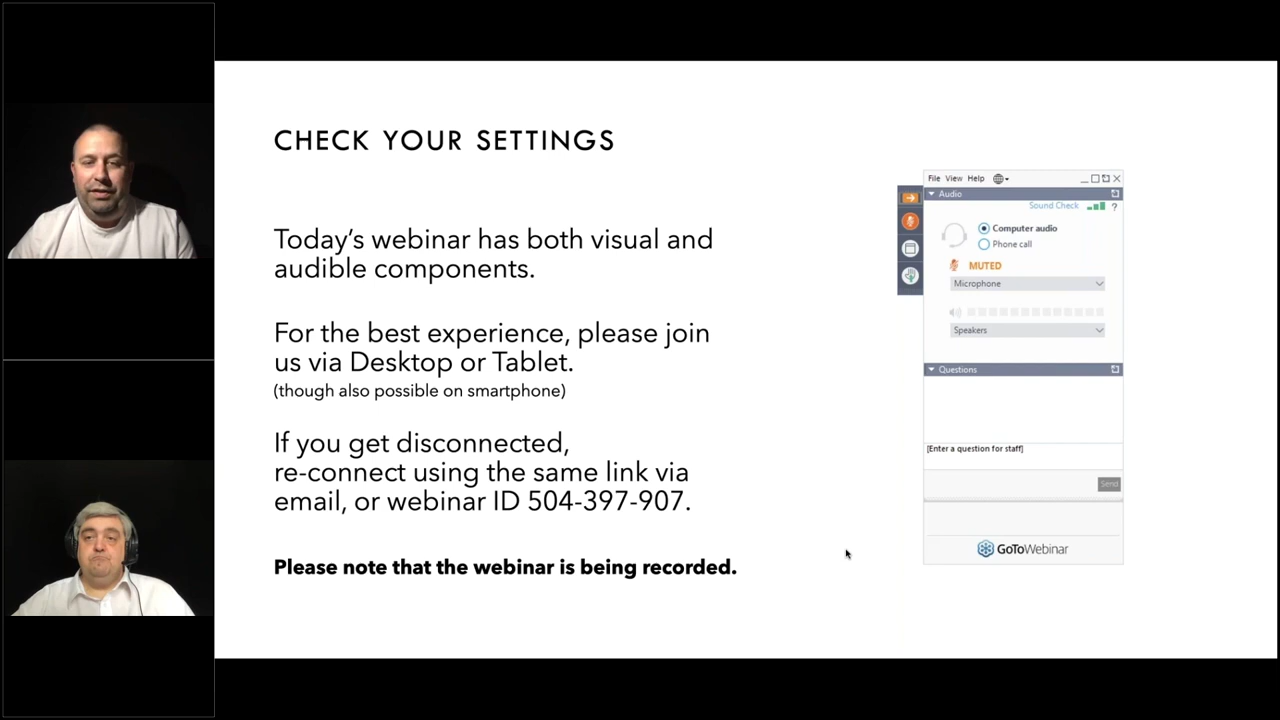 CHECK YOUR SETTINGS
Today’s webinar has both visual and
audible components.
For the best experience, please join
us via Desktop or Tablet.
(though also possible on smartphone)
If you get disconnected,
re-connect using the same link via
email, or webinar ID 504-397-907.
Please note that the webinar is being recorded.
File View Help
Audio
Sound Check ?
Computer audio
Phone call
MUTED
Microphone
Speakers
Questions
[Enter a question for staff]
Send
GoToWebinar